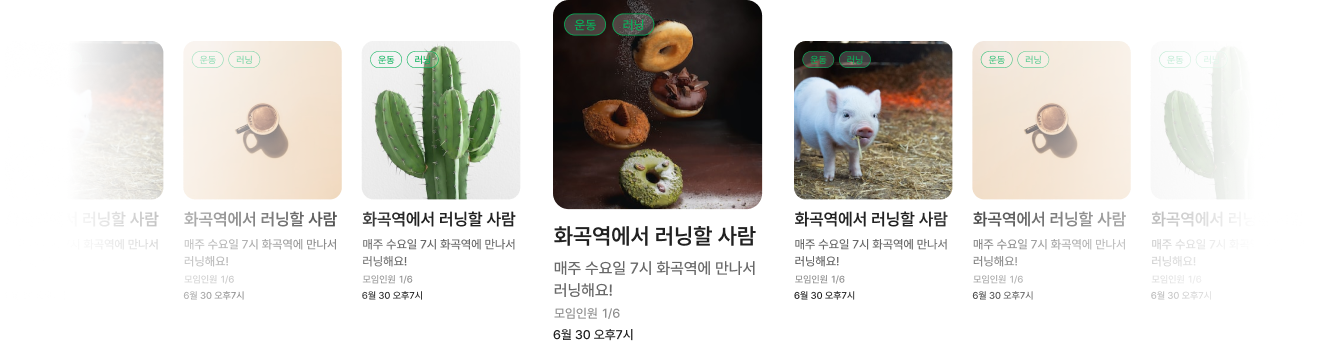 러닝할 사람
화곡역에서 만나서
운동 러닝
화곡역에서 러닝할 사람
매주 수요일 7시 화곡역에 만나서
러닝해요!
모임인원 1/6
6월 30 오후7시
운동 러닝
화곡역에서 러닝할 사람
매주 수요일 7시 화곡역에 만나서
러닝해요!
모임인원 1/6
6월 30 오후7시
운동 러닝
화곡역에서 러닝할 사람
매주 수요일 7시 화곡역에 만나서
러닝해요!
모임인원 1/6
6월 30 오후7시
운동 러닝
화곡역에서 러닝할 사람
매주 수요일 7시 화곡역에 만나서
러닝해요!
모임인원 1/6
6월 30 오후7시
운동 러닝
화곡역에서 러닝할 사람
매주 수요일 7시 화곡역에 만나서
러닝해요!
모임인원 1/6
6월 30 오후7시
운동 러닝
화곡역에서
매주 수요일 7시 화곡역에
러닝해요!
모임인원 1/6
6월 30 오후7시